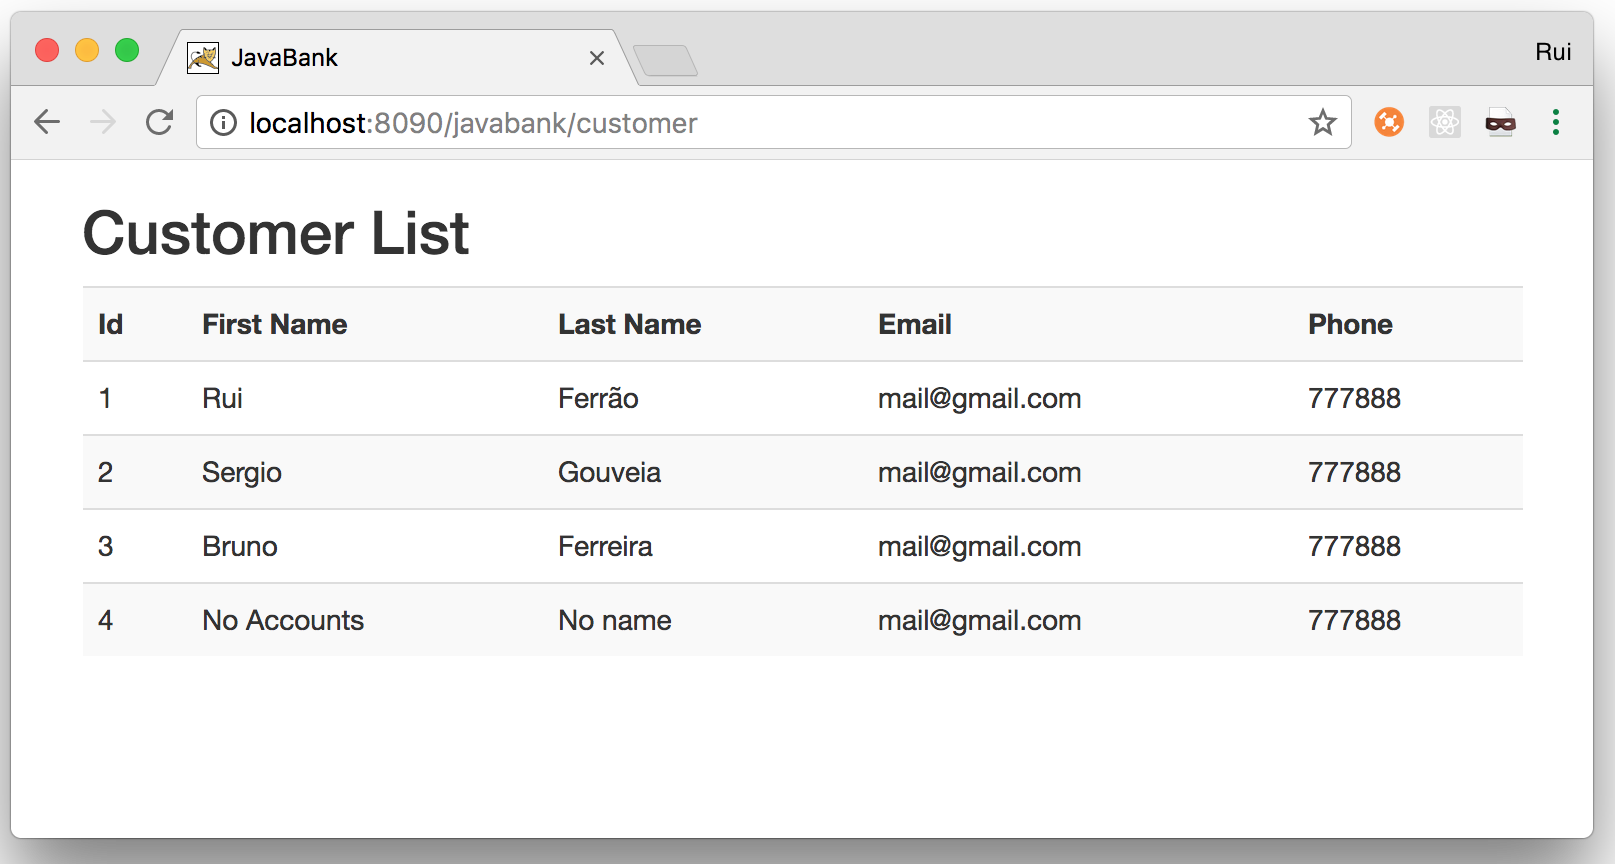 JavaBank
Rui
localhost:8090/javabank/customer
Customer List
Id First Name Last Name Email Phone
1 Rui Ferrão mail@gmail.com 777888
2 Sergio Gouveia mail@gmail.com 777888
3 Bruno Ferreira mail@gmail.com 777888
4 No Accounts No name mail@gmail.com 777888